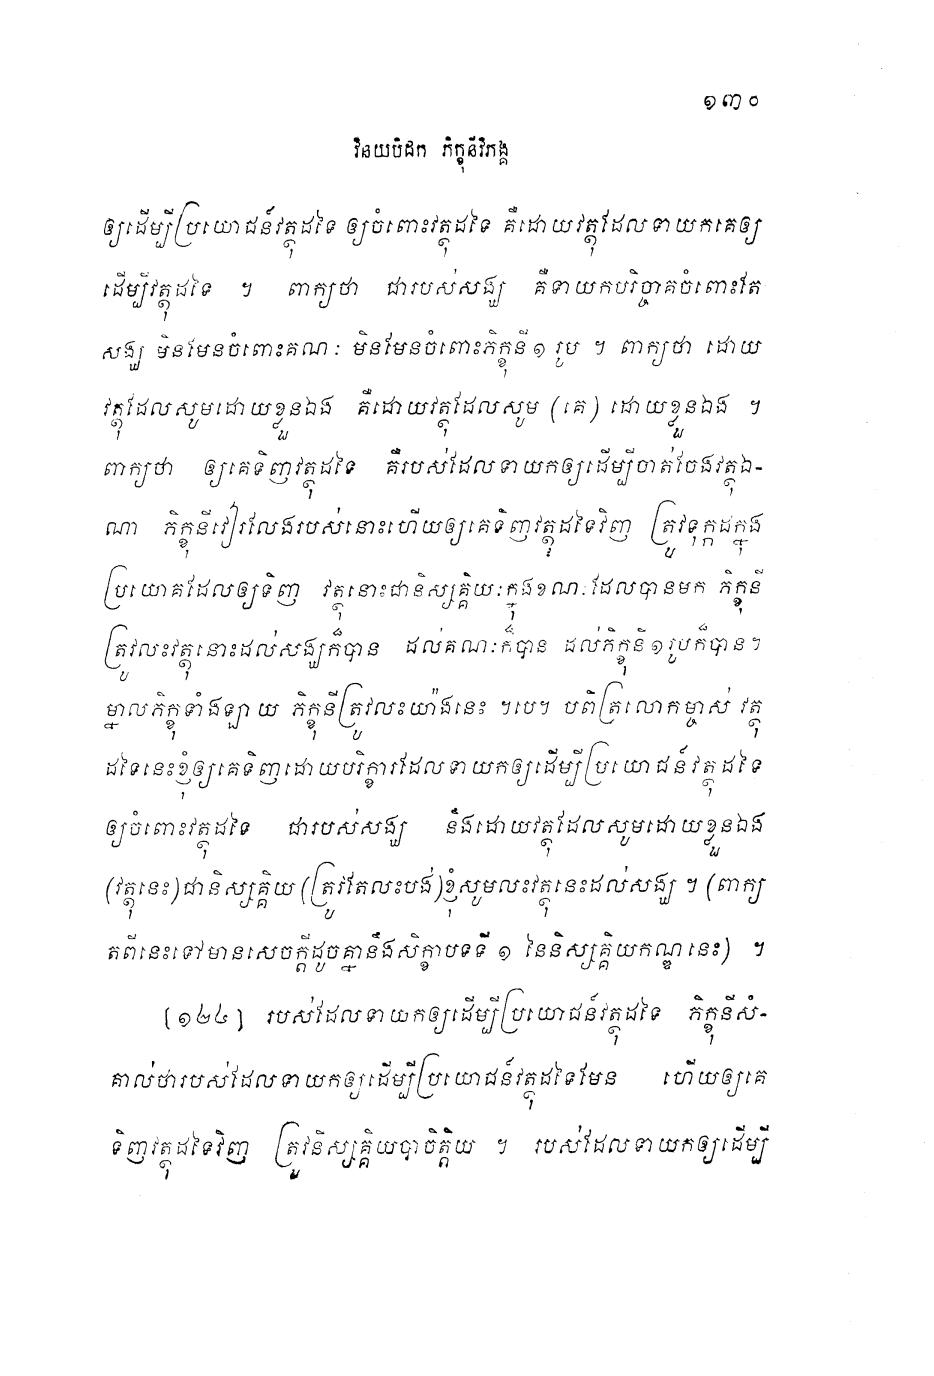 ១៣០
វិនយបិដក ភិក្ខុនីវិភង្គ
ឲ្យដើម្បីប្រយោជន៍វត្ថុដទៃ ឲ្យចំពោះវត្ថុដទៃ គឺដោយវត្ថុដែលទាយកគេឲ្យ
ដើម្បីវត្ថុដទៃ ។ ពាក្យថា ជារបស់សង្ឃ គឺទាយកបរិច្ចាគចំពោះតែ
សង្ឃ មិនមែនចំពោះគណៈ មិនមែនចំពោះភិក្ខុនី ១ រូប ។ ពាក្យថា ដោយ
វត្ថុដែលសូមដោយខ្លួនឯង គឺដោយវត្ថុដែលសូម (គេ) ដោយខ្លួនឯង ។
ពាក្យថា ឲ្យគេទិញវត្ថុដទៃ គឺរបស់ដែលទាយកឲ្យដើម្បីចាត់ចែងវត្ថុឯ-
ណា ភិក្ខុនីវៀរលែងរបស់នោះហើយឲ្យគេទិញវត្ថុដទៃវិញ ត្រូវទុក្កដក្នុង
ប្រយោគដែលឲ្យទិញ វត្ថុនោះជានិស្សគ្គិយៈក្នុងខណៈដែលបានមក ភិក្ខុនី
ត្រូវលះវត្ថុនោះដល់សង្ឃក៏បាន ដល់គណៈក៏បាន ដល់ភិក្ខុនី ១ រូបក៏បាន ។
ម្នាលភិក្ខុទាំងឡាយ ភិក្ខុនីត្រូវលះយ៉ាងនេះ ។បេ។ បពិត្រលោកម្ចាស់ វត្ថុ
ដទៃនេះខ្ញុំឲ្យគេទិញដោយបរិក្ខារដែលទាយកឲ្យដើម្បីប្រយោជន៍វត្ថុដទៃ
ឲ្យចំពោះវត្ថុដទៃ ជារបស់សង្ឃ នឹងដោយវត្ថុដែលសូមដោយខ្លួនឯង
(វត្ថុនេះ)ជានិស្សគ្គិយ(ត្រូវតែលះបង់)ខ្ញុំសូមលះវត្ថុនេះដល់សង្ឃ ។ (ពាក្យ
តពីនេះទៅមានសេចក្តីដូចគ្នានឹងសិក្ខាបទទី ១ នៃនិស្សគ្គិយកណ្ឌនេះ) ។
[១៤៤] របស់ដែលទាយកឲ្យដើម្បីប្រយោជន៍វត្ថុដទៃ ភិក្ខុនីសំ-
គាល់ថារបស់ដែលទាយកឲ្យដើម្បីប្រយោជន៍វត្ថុដទៃមែន ហើយឲ្យគេ
ទិញវត្ថុដទៃវិញ ត្រូវនិស្សគ្គិយបាចិត្តិយ ។ របស់ដែលទាយកឲ្យដើម្បី